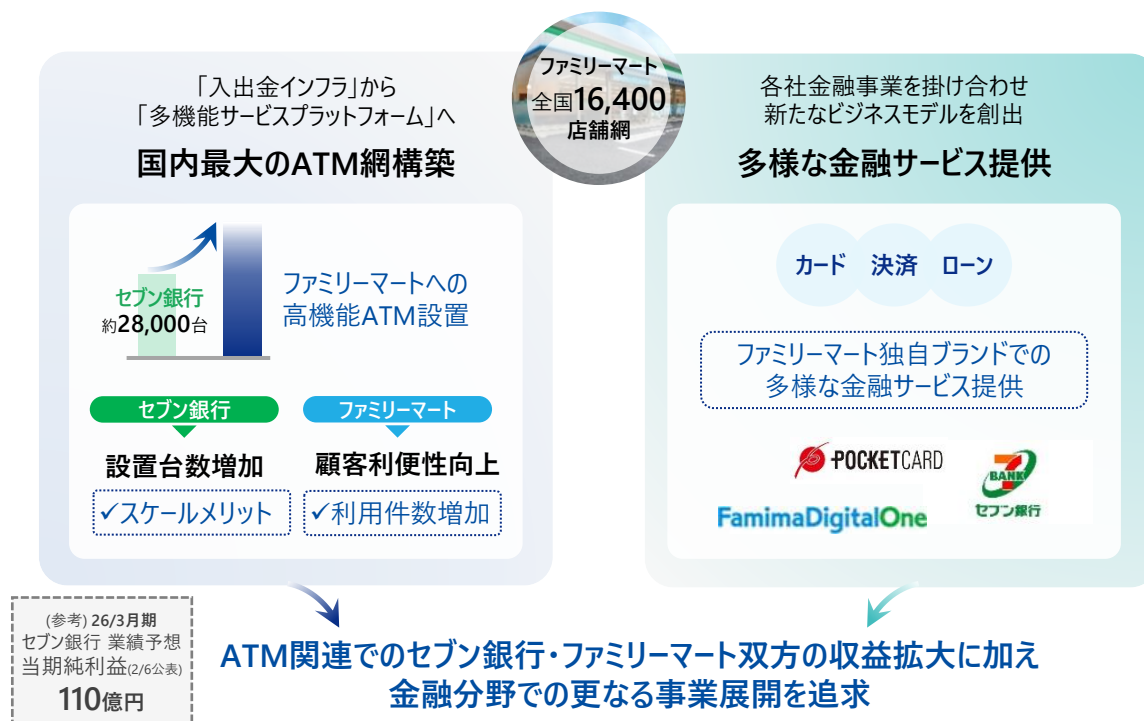 ファミリーマート
全国16,400
店舗網
「入出金インフラ」から
「多機能サービスプラットフォーム」へ
国内最大のATM網構築
セブン銀行
約28,000台
ファミリーマートへの
高機能ATM設置
セブン銀行
設置台数増加
✓スケールメリット
ファミリーマート
顧客利便性向上
✓利用件数増加
各社金融事業を掛け合わせ
新たなビジネスモデルを創出
多様な金融サービス提供
カード 決済 ローン
ファミリーマート独自ブランドでの
多様な金融サービス提供
POCKETCARD
FamimaDigitalOne
7
BANK
セブン銀行
(参考) 26/3月期
セブン銀行 業績予想
当期純利益(2/6公表)
110億円
ATM関連でのセブン銀行・ファミリーマート双方の収益拡大に加え
金融分野での更なる事業展開を追求